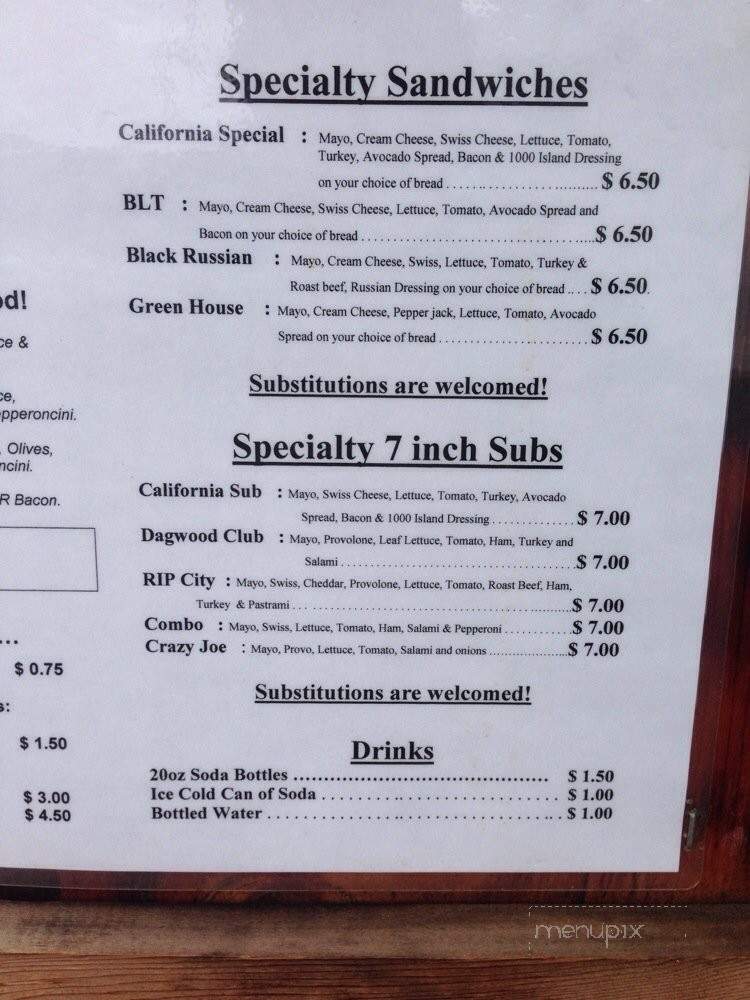 Specialty Sandwiches
California Special : Mayo, Cream Cheese, Swiss Cheese, Lettuce, Tomato,
Turkey, Avocado Spread, Bacon & 1000 Island Dressing
on your choice of bread ............................ $ 6.50
BLT : Mayo, Cream Cheese, Swiss Cheese, Lettuce, Tomato, Avocado Spread and
Bacon on your choice of bread .................................... $ 6.50
Black Russian : Mayo, Cream Cheese, Swiss, Lettuce, Tomato, Turkey &
Roast beef, Russian Dressing on your choice of bread .... $ 6.50.
Green House : Mayo, Cream Cheese, Pepper jack, Lettuce, Tomato, Avocado
Spread on your choice of bread ....................... $ 6.50
Substitutions are welcomed!
Specialty 7 inch Subs
California Sub : Mayo, Swiss Cheese, Lettuce, Tomato, Turkey, Avocado
Spread, Bacon & 1000 Island Dressing ............. $ 7.00
Dagwood Club : Mayo, Provolone, Leaf Lettuce, Tomato, Ham, Turkey and
Salami ..................................... $ 7.00
RIP City : Mayo, Swiss, Cheddar, Provolone, Lettuce, Tomato, Roast Beef, Ham,
Turkey & Pastrami .......................................... $ 7.00
Combo : Mayo, Swiss, Lettuce, Tomato, Ham, Salami & Pepperoni ........... $ 7.00
Crazy Joe : Mayo, Provo, Lettuce, Tomato, Salami and onions ..................... $ 7.00
Substitutions are welcomed!
Drinks
20oz Soda Bottles ........................................... $ 1.50
Ice Cold Can of Soda ............................ $ 1.00
Bottled Water .................................. $ 1.00
od!
ce &
ce,
epperoncini.
, Olives,
ncini.
R Bacon.
...
$ 0.75
s:
$ 1.50
$ 3.00
$ 4.50
menupix